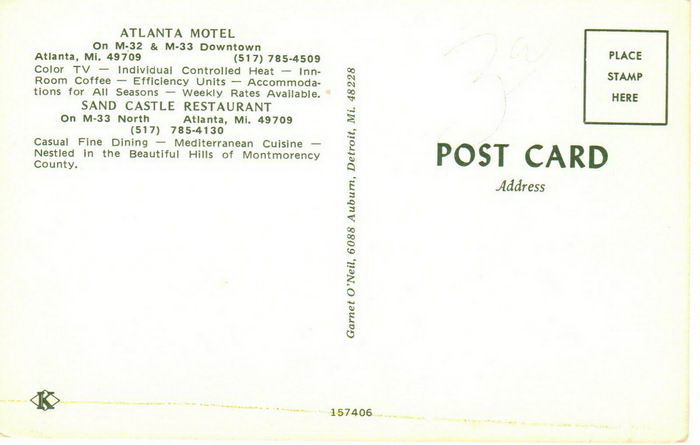 ATLANTA MOTEL
On M-32 & M-33 Downtown
Atlanta, Mi. 49709 (517) 785-4509
Color TV — Individual Controlled Heat — Inn-
Room Coffee — Efficiency Units — Accommoda-
tions for All Seasons — Weekly Rates Available.
SAND CASTLE RESTAURANT
On M-33 North Atlanta, Mi. 49709
(517) 785-4130
Casual Fine Dining — Mediterranean Cuisine —
Nestled in the Beautiful Hills of Montmorency
County.
Garnet O'Neil, 6088 Auburn, Detroit, Mi. 48228
PLACE
STAMP
HERE
POST CARD
Address
K
157406